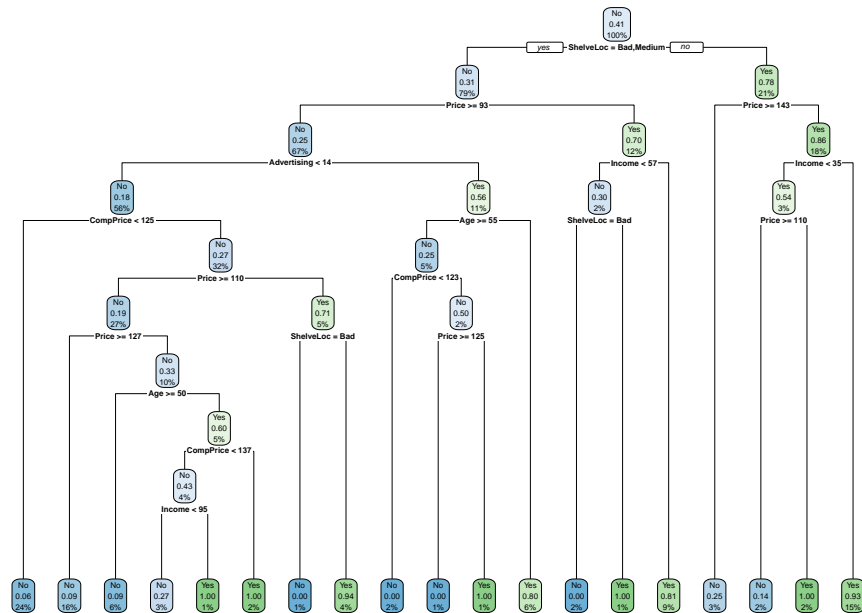 No
0.41
100%
yes ShelveLoc = Bad,Medium no
No
0.31
79%
Price >= 93
Yes
0.78
21%
Price >= 143
No
0.25
67%
Advertising < 14
Yes
0.70
12%
Income < 57
Yes
0.86
18%
Income < 35
No
0.18
56%
CompPrice < 125
Yes
0.56
11%
Age >= 55
No
0.30
2%
ShelveLoc = Bad
Yes
0.54
3%
Price >= 110
No
0.27
32%
Price >= 110
No
0.25
5%
CompPrice < 123
No
0.19
27%
Price >= 127
Yes
0.71
5%
ShelveLoc = Bad
No
0.50
2%
Price >= 125
No
0.33
10%
Age >= 50
Yes
0.60
5%
CompPrice < 137
No
0.43
4%
Income < 95
No
0.06
24%
No
0.09
16%
No
0.09
6%
No
0.27
3%
Yes
1.00
1%
Yes
1.00
2%
No
0.00
1%
Yes
0.94
4%
No
0.00
2%
No
0.00
1%
Yes
1.00
1%
Yes
0.80
6%
No
0.00
2%
Yes
1.00
1%
Yes
0.81
9%
No
0.25
3%
No
0.14
2%
Yes
1.00
2%
Yes
0.93
15%